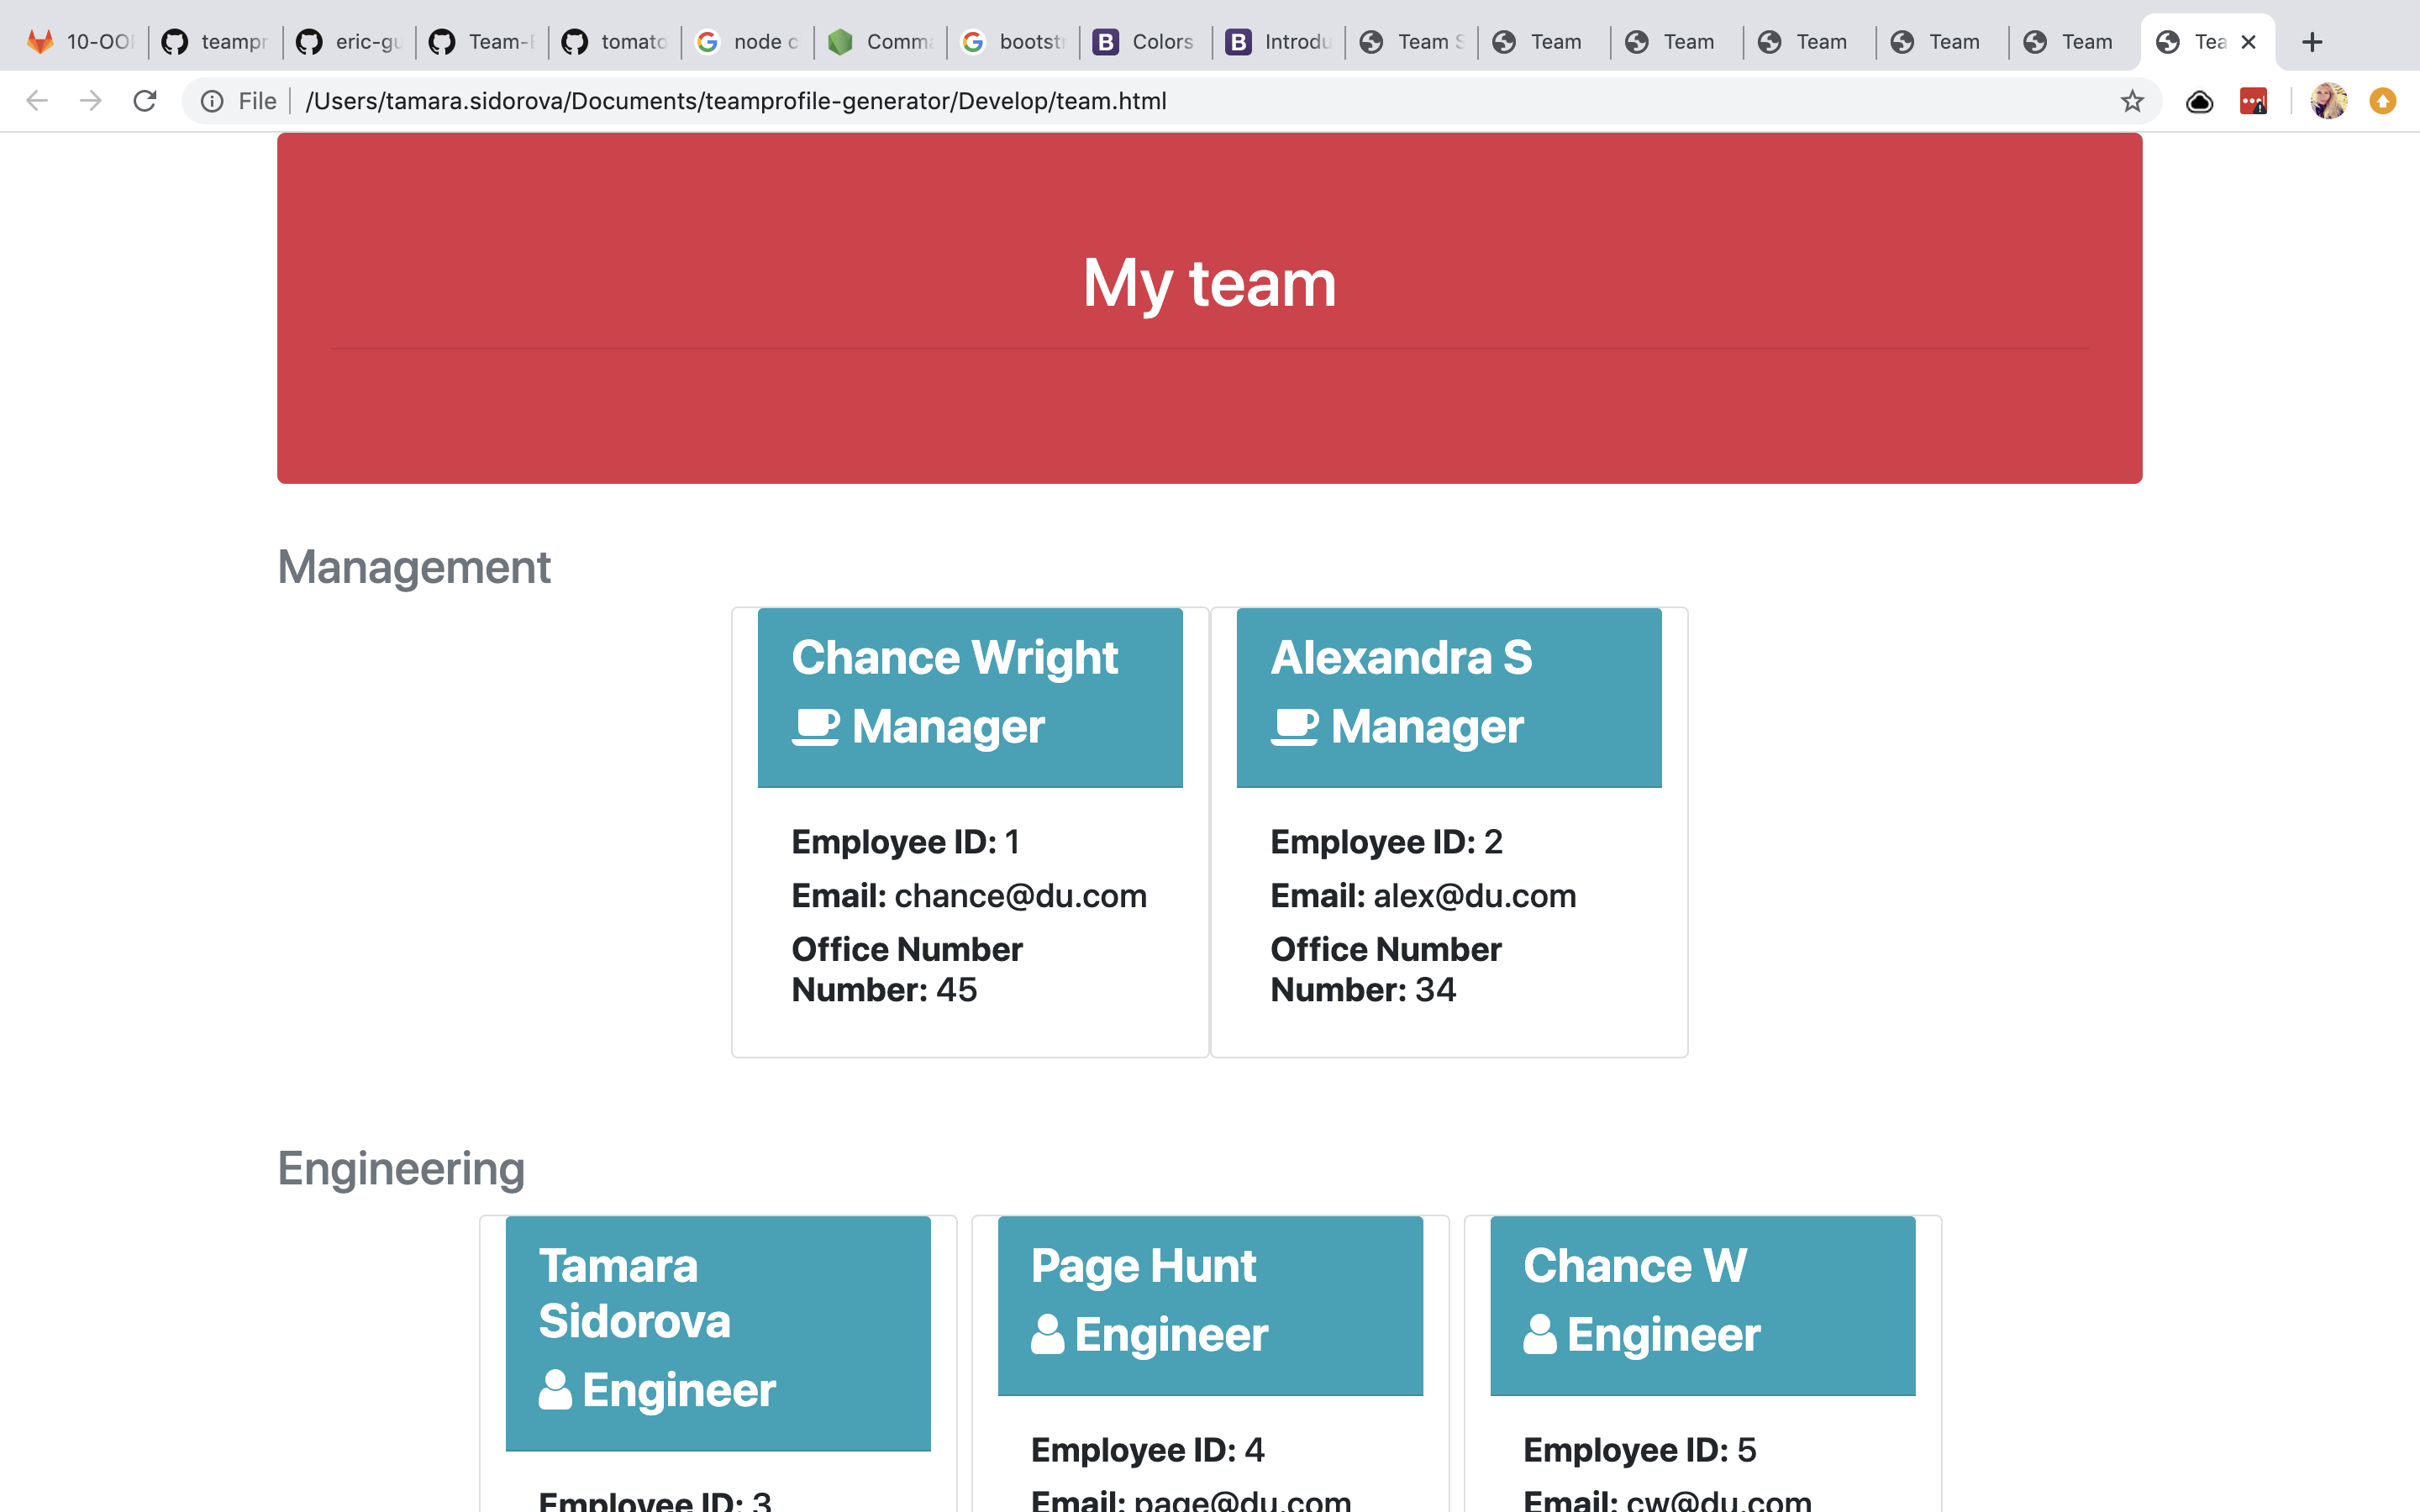 10-OO
teampr
eric-gu
Team-
tomato
node c
Comma
bootst
Colors
Introdu
Team S
Team
Team
Team
Team
Team
Tea
File
/Users/tamara.sidorova/Documents/teamprofile-generator/Develop/team.html
My team
Management
Chance Wright
Manager
Employee ID: 1
Email: chance@du.com
Office Number
Number: 45
Alexandra S
Manager
Employee ID: 2
Email: alex@du.com
Office Number
Number: 34
Engineering
Tamara
Sidorova
Engineer
Employee ID: 3
Page Hunt
Engineer
Employee ID: 4
Email: page@du.com
Chance W
Engineer
Employee ID: 5
Email: cw@du.com